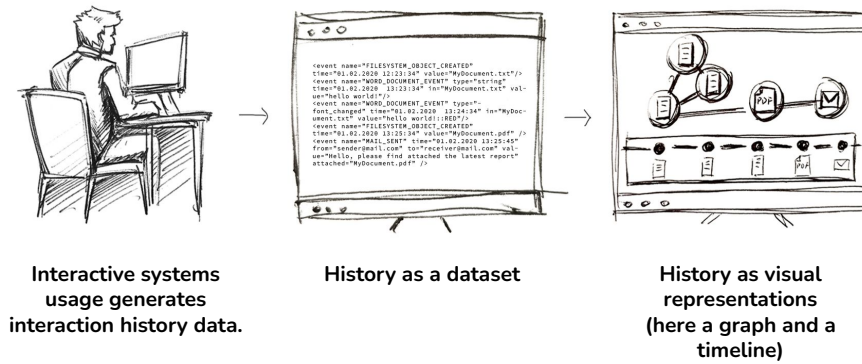 <event name="FILESYSTEM_OBJECT_CREATED"
time="01.02.2020 12:23:34" value="MyDocument.txt"/>
<event name="WORD_DOCUMENT_EVENT" type="string"
time="01.02.2020  13:23:34" in="MyDocument.txt" val-
ue="hello world!"/>
<event name="WORD_DOCUMENT_EVENT" type="-
font_changed" time="01.02.2020  13:24:34" in="MyDoc-
ument.txt" value="hello world!::RED"/>
<event name="FILESYSTEM_OBJECT_CREATED"
time="01.02.2020 13:25:34" value="MyDocument.pdf" />
<event name="MAIL_SENT" time="01.02.2020 13:25:45"
from="sender@mail.com" to="receiver@mail.com" val-
ue="Hello, please find attached the latest report"
attached="MyDocument.pdf" />
PDF
PDF
Interactive systems
usage generates
interaction history data.
History as a dataset
History as visual
representations
(here a graph and a
timeline)